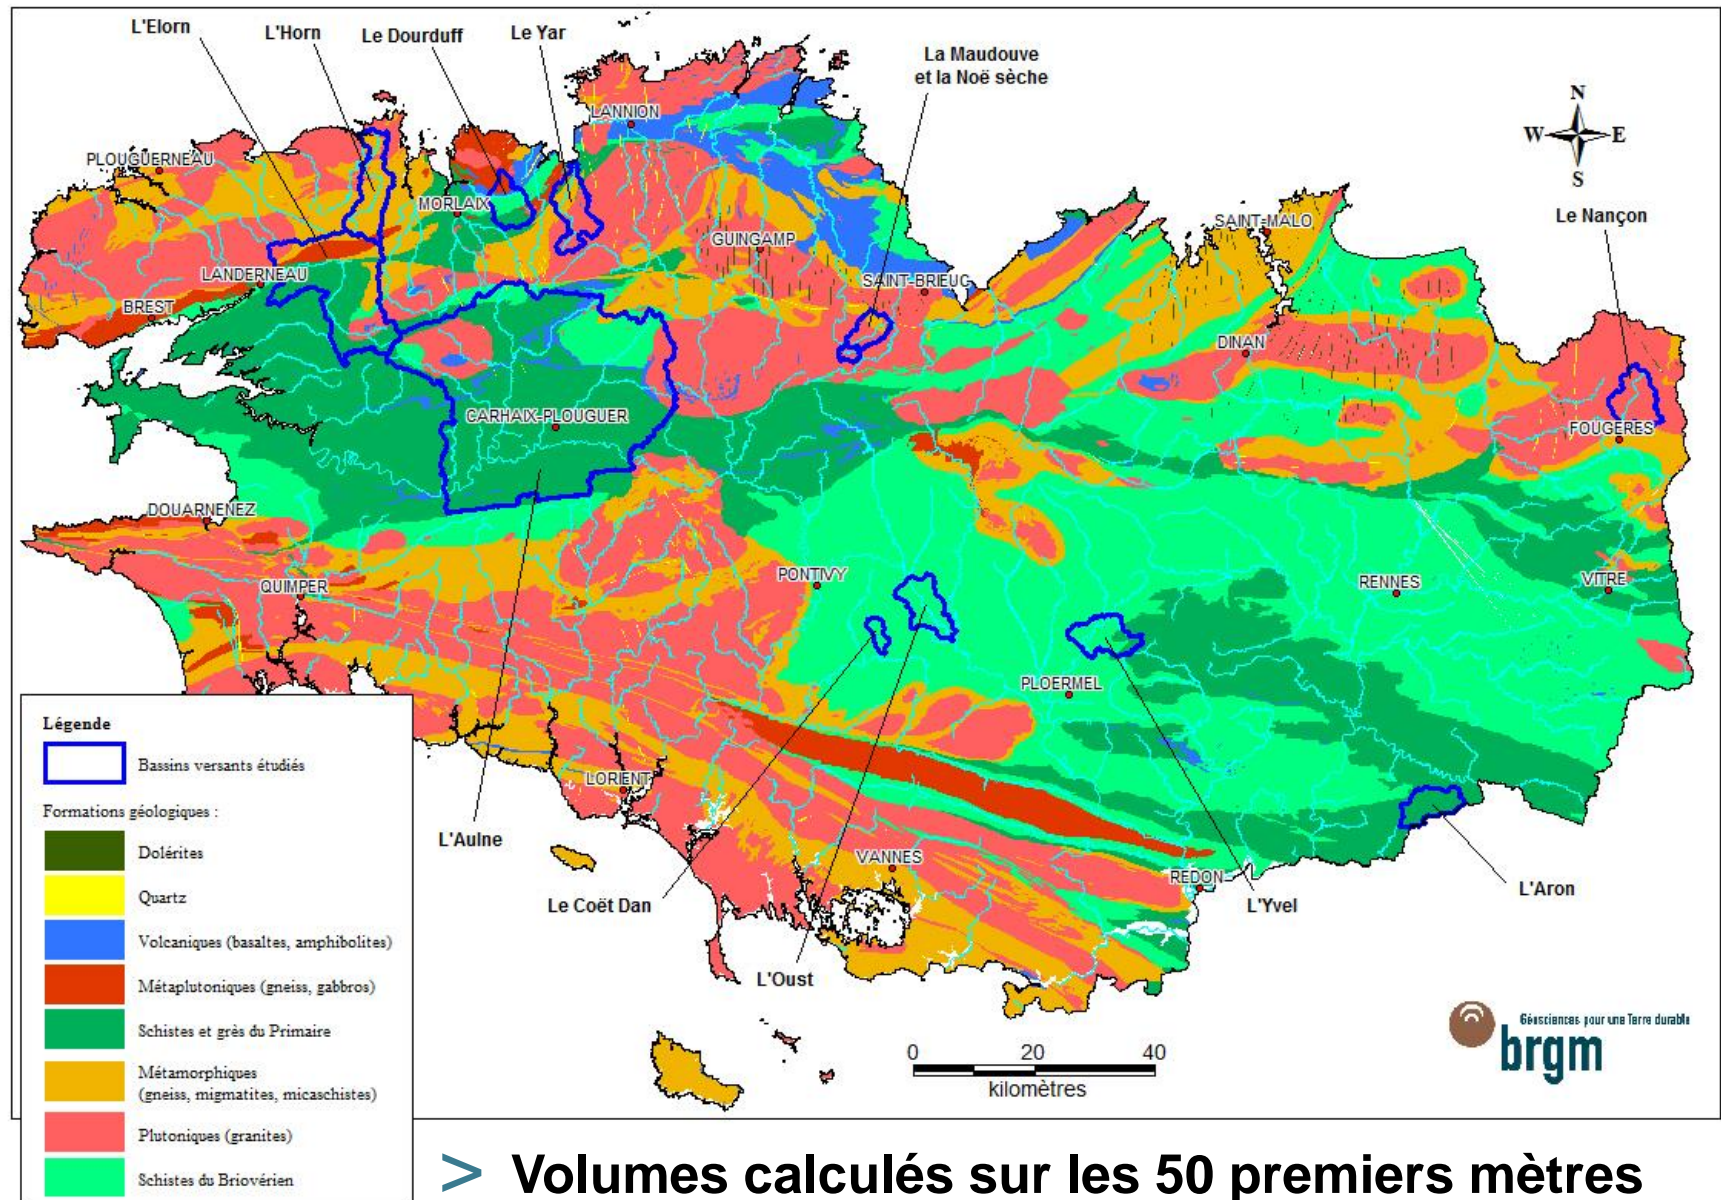 L'Elorn
L'Horn
Le Dourduff
Le Yar
La Maudouve
et la Noë sèche
N
W
E
S
Le Nançon
LANNION
PLOUGUERNEAU
MORLAIX
SAINT-MALO
GUINGAMP
LANDERNEAU
SAINT-BRIEUC
BREST
DINAN
CARHAIX-PLOUGUER
FOUGERES
DOUARNENEZ
PONTIVY
RENNES
VITRE
QUIMPER
PLOERMEL
LORIENT
VANNES
REDON
L'Aulne
Le Coët Dan
L'Oust
L'Yvel
L'Aron
Légende
Bassins versants étudiés
Formations géologiques :
Dolérites
Quartz
Volcaniques (basaltes, amphibolites)
Métaplutoniques (gneiss, gabbros)
Schistes et grès du Primaire
Métamorphiques
(gneiss, migmatites, micaschistes)
Plutoniques (granites)
Schistes du Briovérien
0 20 40
kilomètres
Géosciences pour une Terre durable
brgm
> Volumes calculés sur les 50 premiers mètres